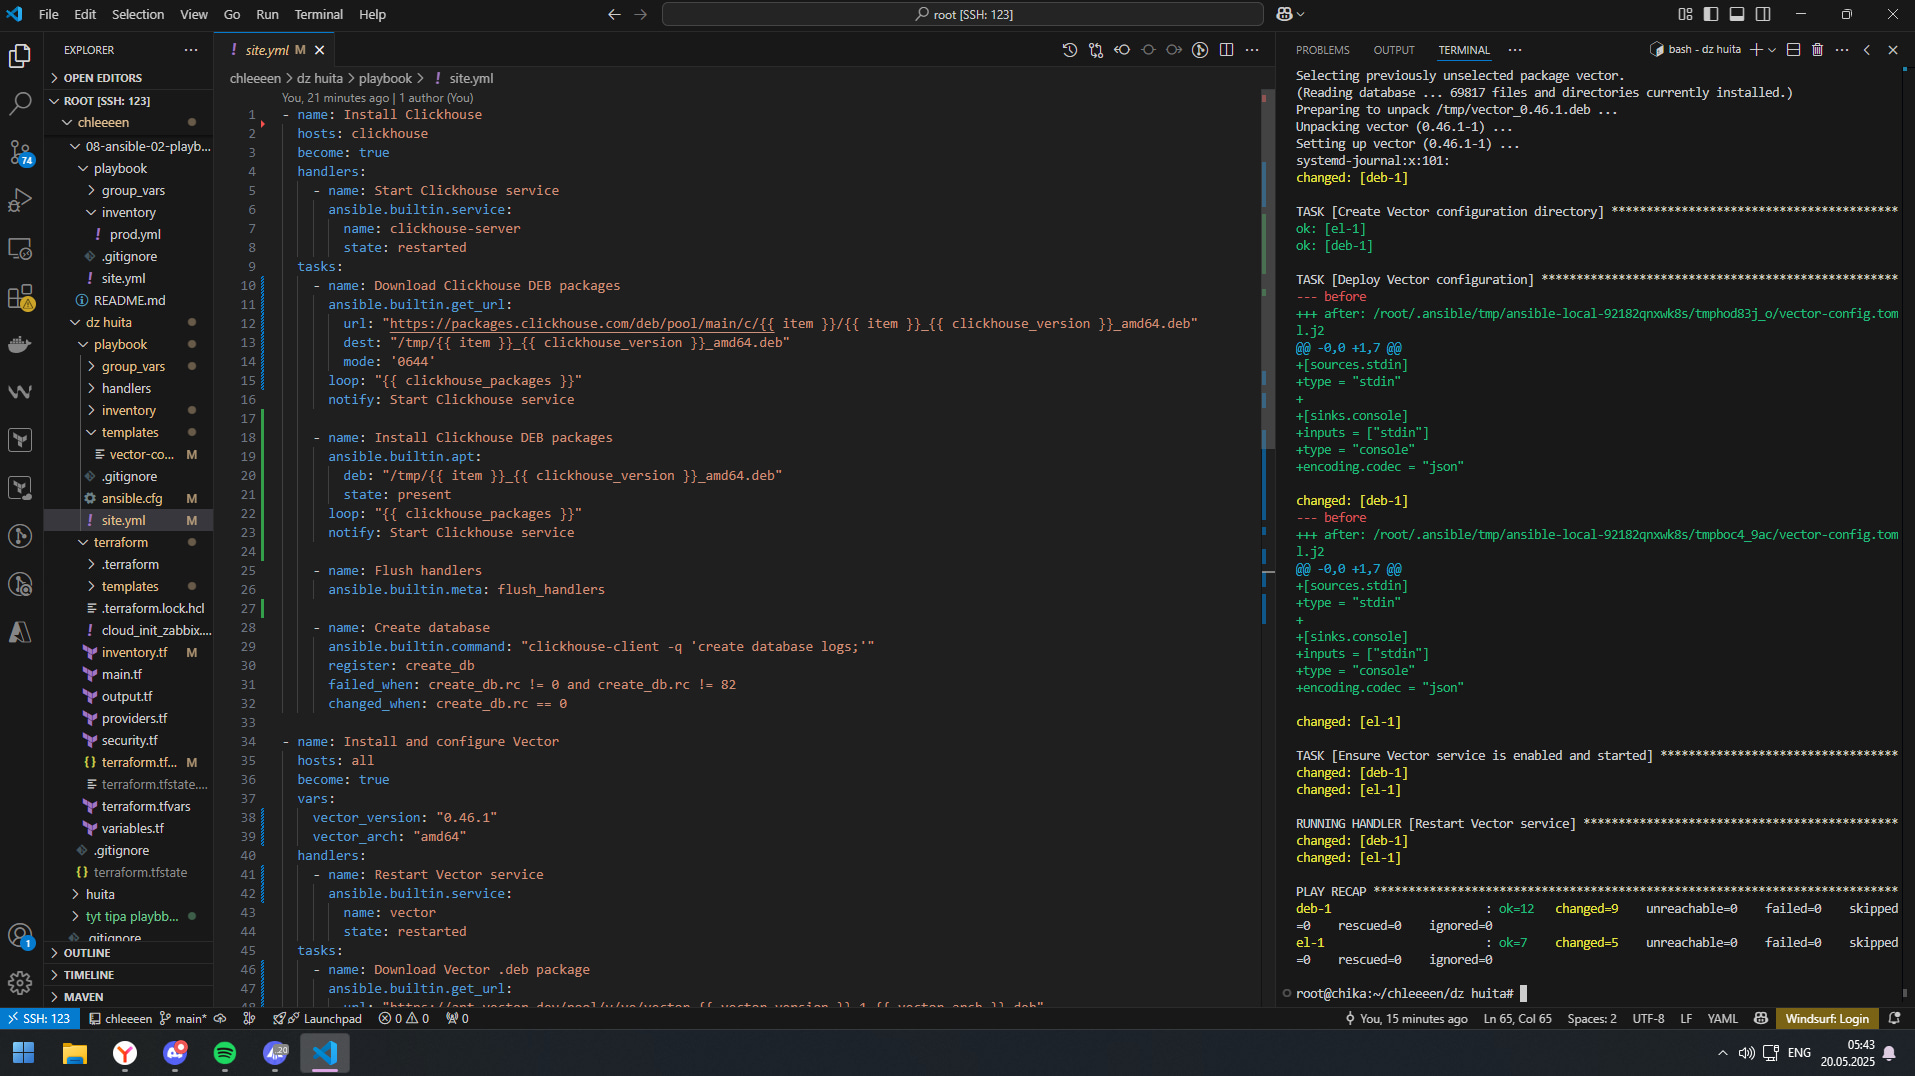 File Edit Selection View Go Run Terminal Help
root [SSH: 123]
EXPLORER
OPEN EDITORS
ROOT [SSH: 123]
chleeeen
08-ansible-02-playb...
playbook
group_vars
inventory
prod.yml
.gitignore
site.yml
README.md
dz huita
playbook
group_vars
handlers
inventory
templates
vector-co... M
.gitignore
ansible.cfg M
site.yml M
terraform
.terraform
templates
.terraform.lock.hcl
cloud_init_zabbix....
inventory.tf M
main.tf
output.tf
providers.tf
security.tf
terraform.tf... M
terraform.tfstate....
terraform.tfvars
variables.tf
.gitignore
terraform.tfstate
huita
tyt tipa playbb...
.gitignore
OUTLINE
TIMELINE
MAVEN
74
1
site.yml M
chleeeen > dz huita > playbook > ! site.yml
You, 21 minutes ago | 1 author (You)
1 - name: Install Clickhouse
2 hosts: clickhouse
3 become: true
4 handlers:
5 - name: Start Clickhouse service
6 ansible.builtin.service:
7 name: clickhouse-server
8 state: restarted
9 tasks:
10 - name: Download Clickhouse DEB packages
11 ansible.builtin.get_url:
12 url: "https://packages.clickhouse.com/deb/pool/main/c/{{ item }}/{{ item }}_{{ clickhouse_version }}_amd64.deb"
13 dest: "/tmp/{{ item }}_{{ clickhouse_version }}_amd64.deb"
14 mode: '0644'
15 loop: "{{ clickhouse_packages }}"
16 notify: Start Clickhouse service
17
18 - name: Install Clickhouse DEB packages
19 ansible.builtin.apt:
20 deb: "/tmp/{{ item }}_{{ clickhouse_version }}_amd64.deb"
21 state: present
22 loop: "{{ clickhouse_packages }}"
23 notify: Start Clickhouse service
24
25 - name: Flush handlers
26 ansible.builtin.meta: flush_handlers
27
28 - name: Create database
29 ansible.builtin.command: "clickhouse-client -q 'create database logs;'"
30 register: create_db
31 failed_when: create_db.rc != 0 and create_db.rc != 82
32 changed_when: create_db.rc == 0
33
34 - name: Install and configure Vector
35 hosts: all
36 become: true
37 vars:
38 vector_version: "0.46.1"
39 vector_arch: "amd64"
40 handlers:
41 - name: Restart Vector service
42 ansible.builtin.service:
43 name: vector
44 state: restarted
45 tasks:
46 - name: Download Vector .deb package
47 ansible.builtin.get_url:
48 url: "https://apt.vector.dev/pool/v/ve/vector_{{ vector_version }}-1_{{ vector_arch }}.deb"
PROBLEMS OUTPUT TERMINAL
bash - dz huita
Selecting previously unselected package vector.
(Reading database ... 69817 files and directories currently installed.)
Preparing to unpack /tmp/vector_0.46.1.deb ...
Unpacking vector (0.46.1-1) ...
Setting up vector (0.46.1-1) ...
systemd-journal:x:101:
changed: [deb-1]
TASK [Create Vector configuration directory] *****************************************
ok: [el-1]
ok: [deb-1]
TASK [Deploy Vector configuration] ***************************************************
--- before
+++ after: /root/.ansible/tmp/ansible-local-92182qnxwk8s/tmphod83j_o/vector-config.tom
l.j2
@@ -0,0 +1,7 @@
+[sources.stdin]
+type = "stdin"
+
+[sinks.console]
+inputs = ["stdin"]
+type = "console"
+encoding.codec = "json"
changed: [deb-1]
--- before
+++ after: /root/.ansible/tmp/ansible-local-92182qnxwk8s/tmpboc4_9ac/vector-config.tom
l.j2
@@ -0,0 +1,7 @@
+[sources.stdin]
+type = "stdin"
+
+[sinks.console]
+inputs = ["stdin"]
+type = "console"
+encoding.codec = "json"
changed: [el-1]
TASK [Ensure Vector service is enabled and started] **********************************
changed: [deb-1]
changed: [el-1]
RUNNING HANDLER [Restart Vector service] *********************************************
changed: [deb-1]
changed: [el-1]
PLAY RECAP ***************************************************************************
deb-1 : ok=12 changed=9 unreachable=0 failed=0 skipped
=0 rescued=0 ignored=0
el-1 : ok=7 changed=5 unreachable=0 failed=0 skipped
=0 rescued=0 ignored=0
root@chika:~/chleeeen/dz huita#
SSH: 123 chleeeen main* Launchpad 0 0 0
You, 15 minutes ago Ln 65, Col 65 Spaces: 2 UTF-8 LF YAML Windsurf: Login
20
ENG
05:43
20.05.2025